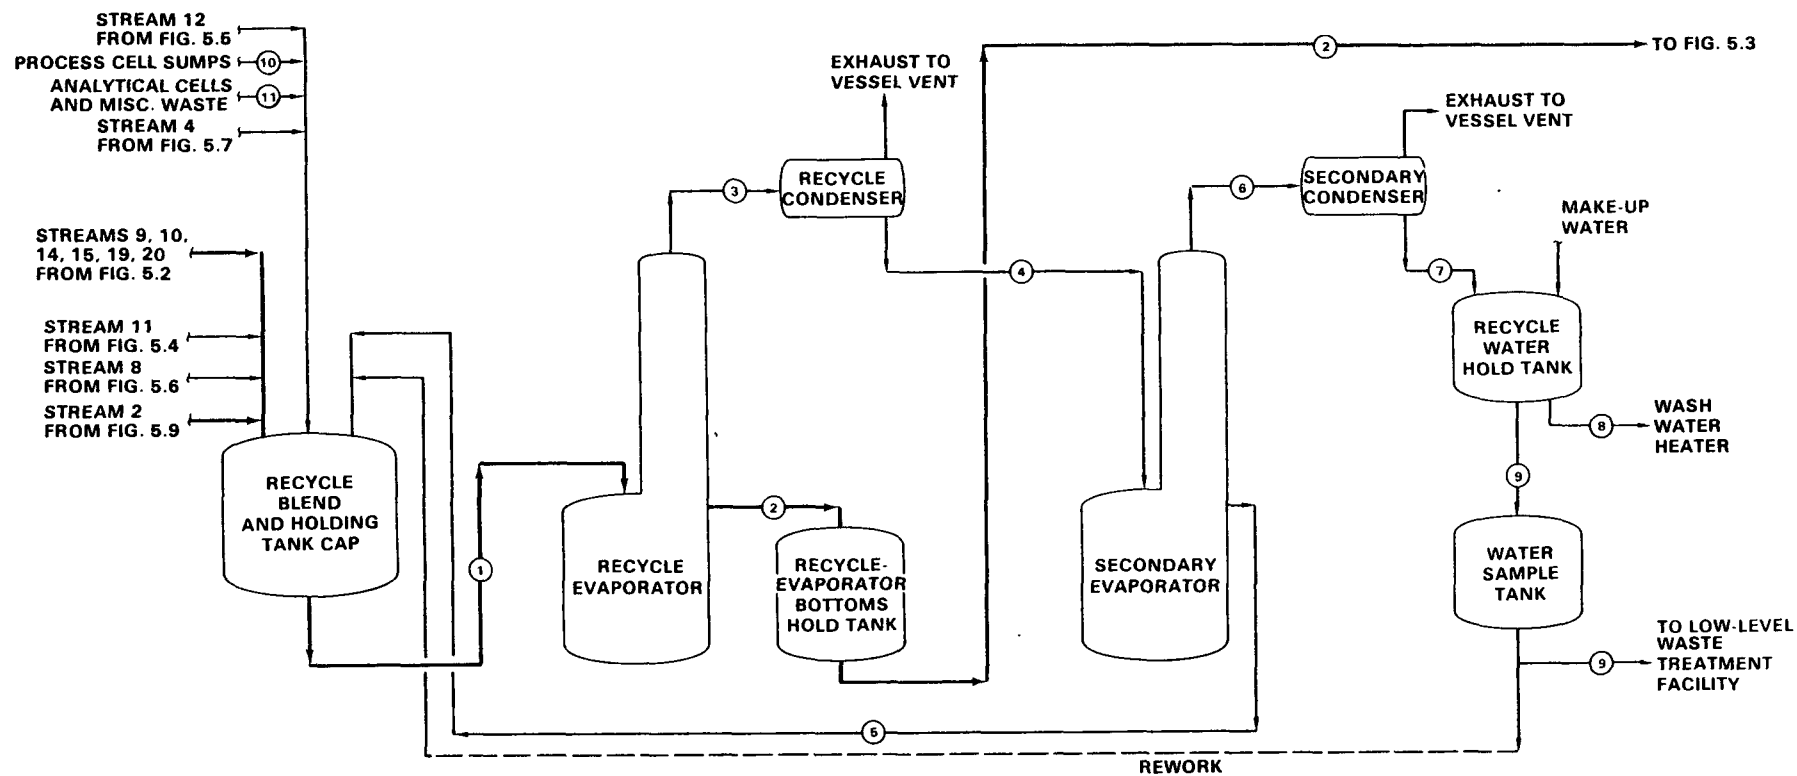 STREAM 12
FROM FIG. 5.5
PROCESS CELL SUMPS
10
ANALYTICAL CELLS
AND MISC. WASTE
11
STREAM 4
FROM FIG. 5.7
STREAMS 9, 10,
14, 15, 19, 20
FROM FIG. 5.2
STREAM 11
FROM FIG. 5.4
STREAM 8
FROM FIG. 5.6
STREAM 2
FROM FIG. 5.9
RECYCLE
BLEND
AND HOLDING
TANK CAP
1
RECYCLE
EVAPORATOR
3
EXHAUST TO
VESSEL VENT
RECYCLE
CONDENSER
2
RECYCLE-
EVAPORATOR
BOTTOMS
HOLD TANK
2
TO FIG. 5.3
4
SECONDARY
EVAPORATOR
5
6
EXHAUST TO
VESSEL VENT
SECONDARY
CONDENSER
7
MAKE-UP
WATER
RECYCLE
WATER
HOLD TANK
8
WASH
WATER
HEATER
9
WATER
SAMPLE
TANK
9
TO LOW-LEVEL
WASTE
TREATMENT
FACILITY
REWORK